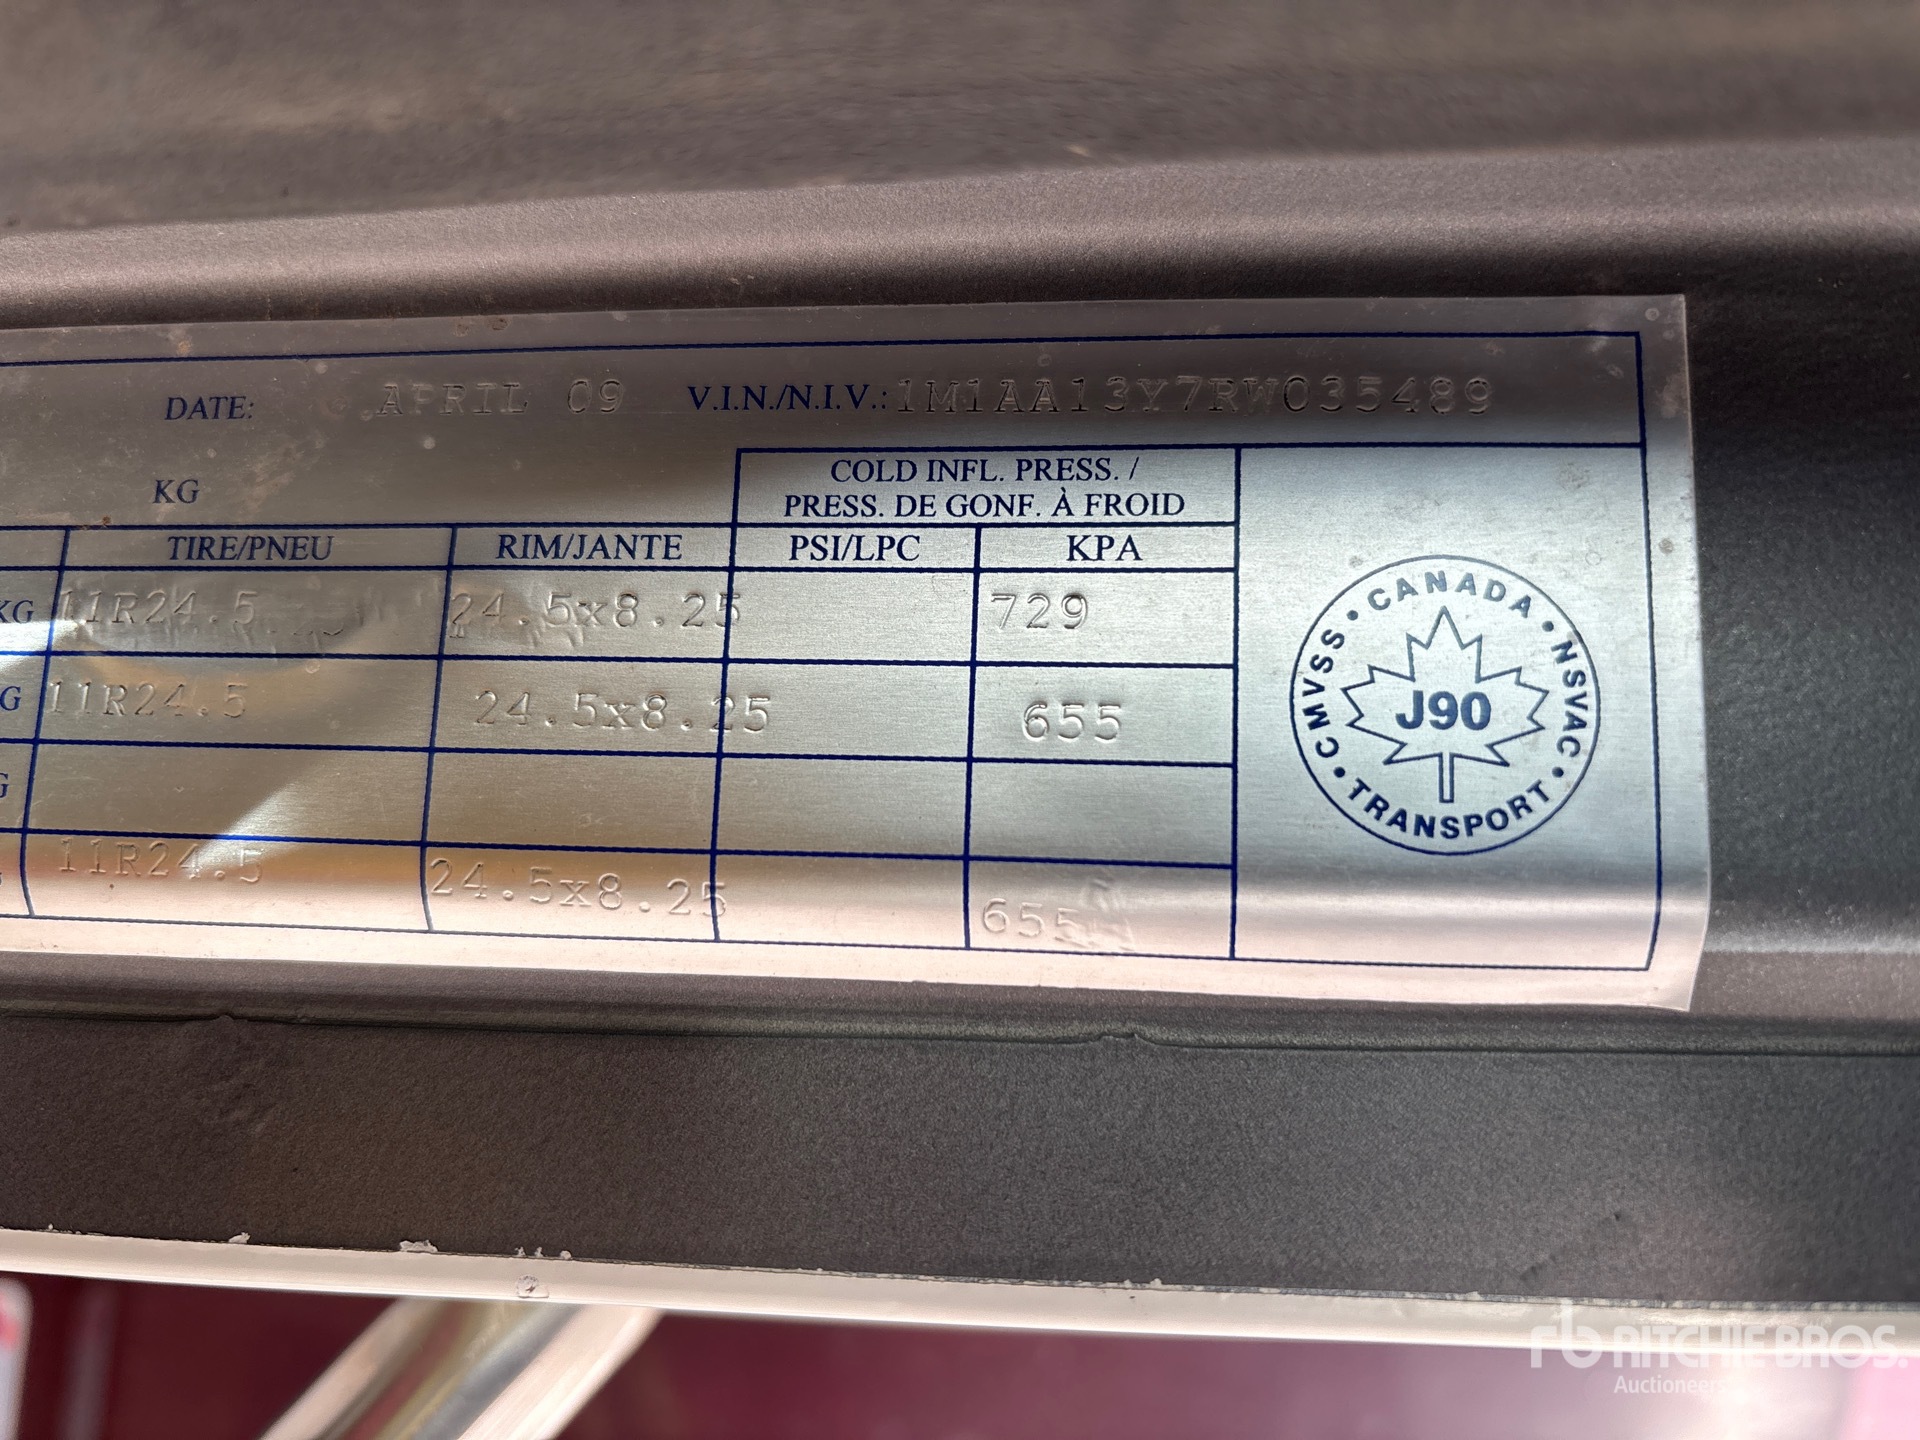 DATE: APRIL 09 V.I.N./N.I.V.: 1M1AA13Y7RW035489
KG
COLD INFL. PRESS. /
PRESS. DE GONF. À FROID
TIRE/PNEU RIM/JANTE PSI/LPC KPA
KG 11R24.5 24.5x8.25 729
G 11R24.5 24.5x8.25 655
G
11R24.5 24.5x8.25 655
CANADA • NSVAC • TRANSPORT • CMVSS •
J90
rb RITCHIE BROS.
Auctioneers